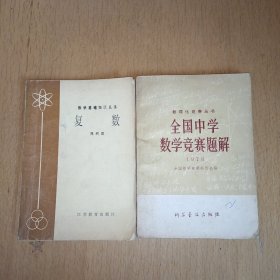 数学基础知识丛书
复数
江苏教育出版社
数理化竞赛丛书
全国中学
数学竞赛题解
1978
科学普及出版社